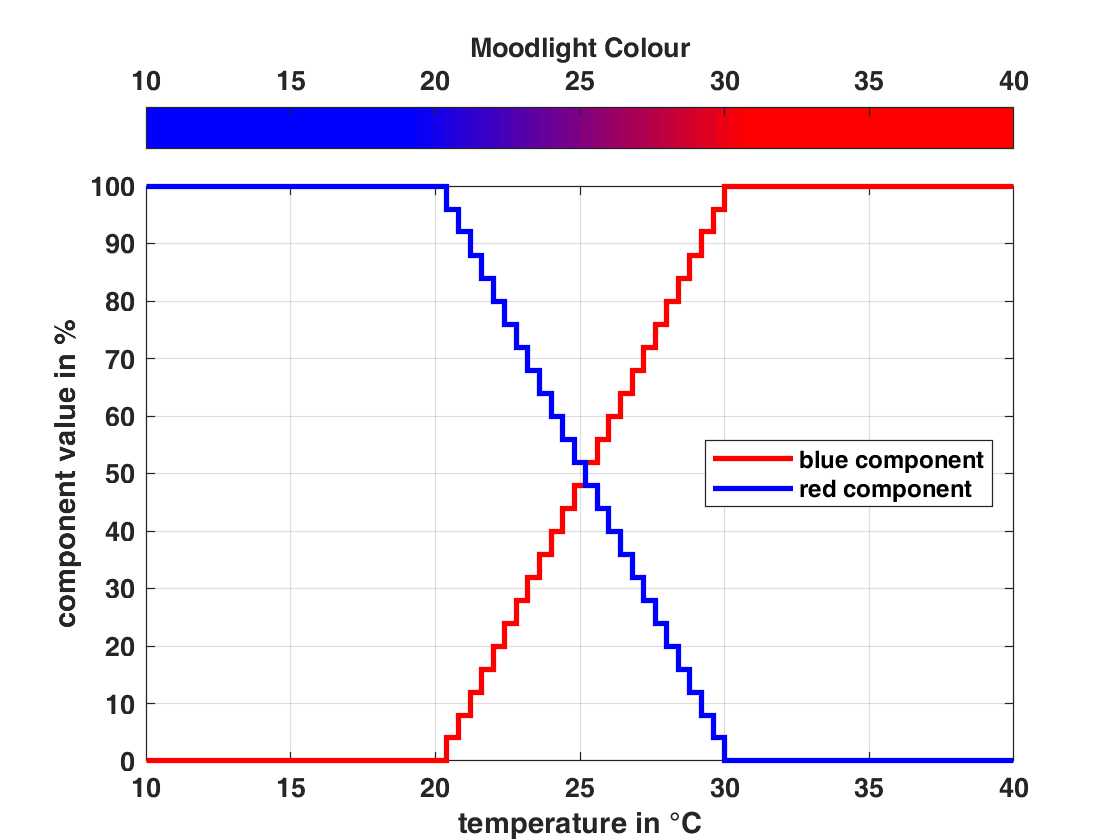 Moodlight Colour
10 15 20 25 30 35 40
100
90
80
70
60
50
40
30
20
10
0
component value in %
blue component
red component
10 15 20 25 30 35 40
temperature in °C